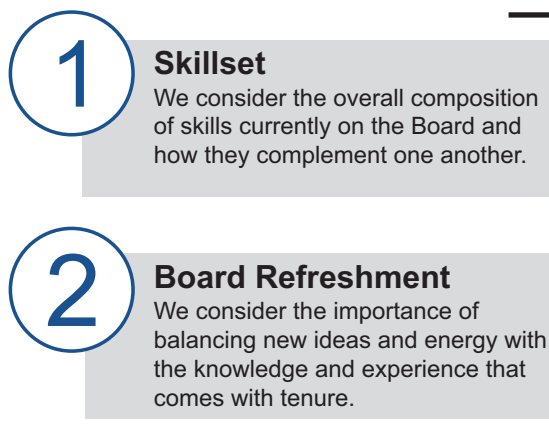 1
Skillset
We consider the overall composition
of skills currently on the Board and
how they complement one another.
2
Board Refreshment
We consider the importance of
balancing new ideas and energy with
the knowledge and experience that
comes with tenure.